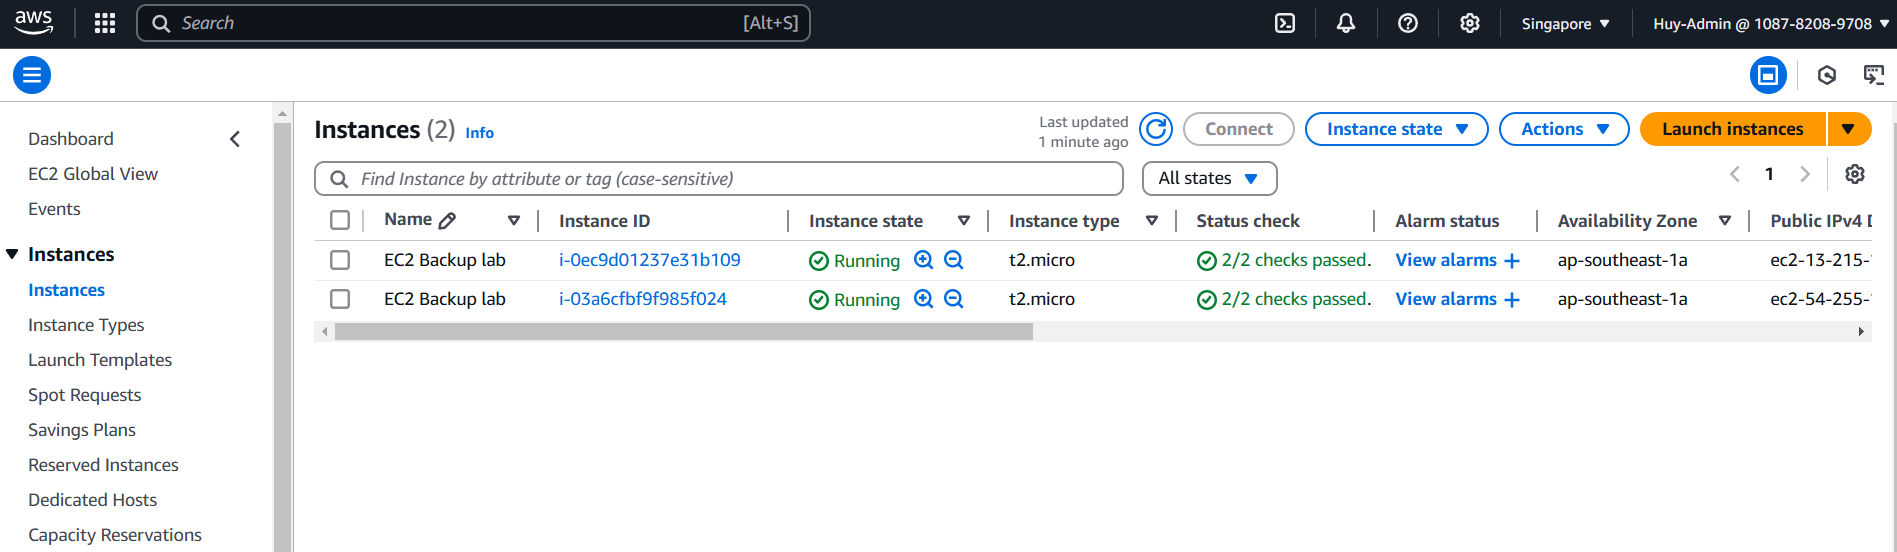 aws Search [Alt+S] Singapore Huy-Admin @ 1087-8208-9708
Dashboard
EC2 Global View
Events
Instances
Instances
Instance Types
Launch Templates
Spot Requests
Savings Plans
Reserved Instances
Dedicated Hosts
Capacity Reservations
Instances (2) Info
Last updated
1 minute ago
Connect Instance state Actions Launch instances
Find Instance by attribute or tag (case-sensitive) All states 1
Name Instance ID Instance state Instance type Status check Alarm status Availability Zone Public IPv4 D
EC2 Backup lab i-0ec9d01237e31b109 Running t2.micro 2/2 checks passed. View alarms + ap-southeast-1a ec2-13-215-
EC2 Backup lab i-03a6cfbf9f985f024 Running t2.micro 2/2 checks passed. View alarms + ap-southeast-1a ec2-54-255-